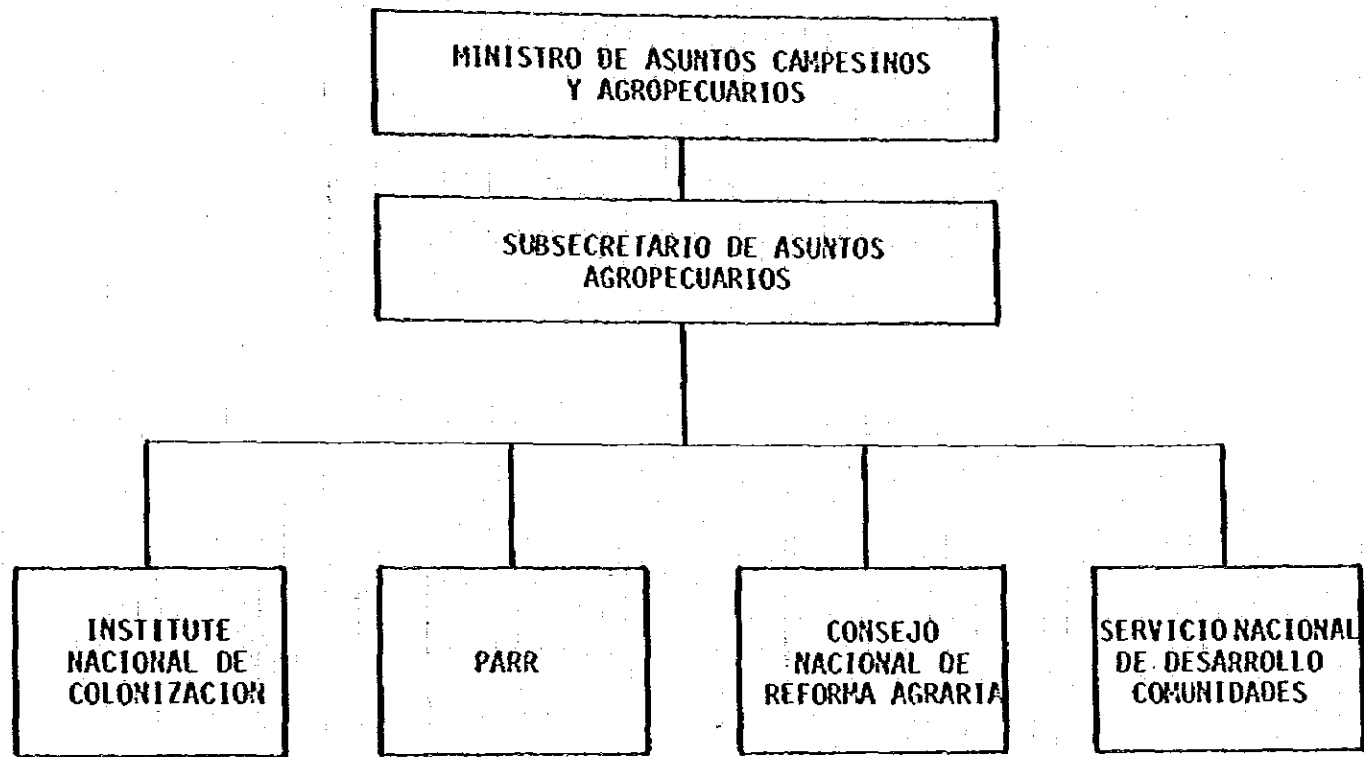 MINISTRO DE ASUNTOS CAMPESINOS
Y AGROPECUARIOS
SUBSECRETARIO DE ASUNTOS
AGROPECUARIOS
INSTITUTE
NACIONAL DE
COLONIZACION
PARR
CONSEJO
NACIONAL DE
REFORMA AGRARIA
SERVICIO NACIONAL
DE DESARROLLO
COMUNIDADES